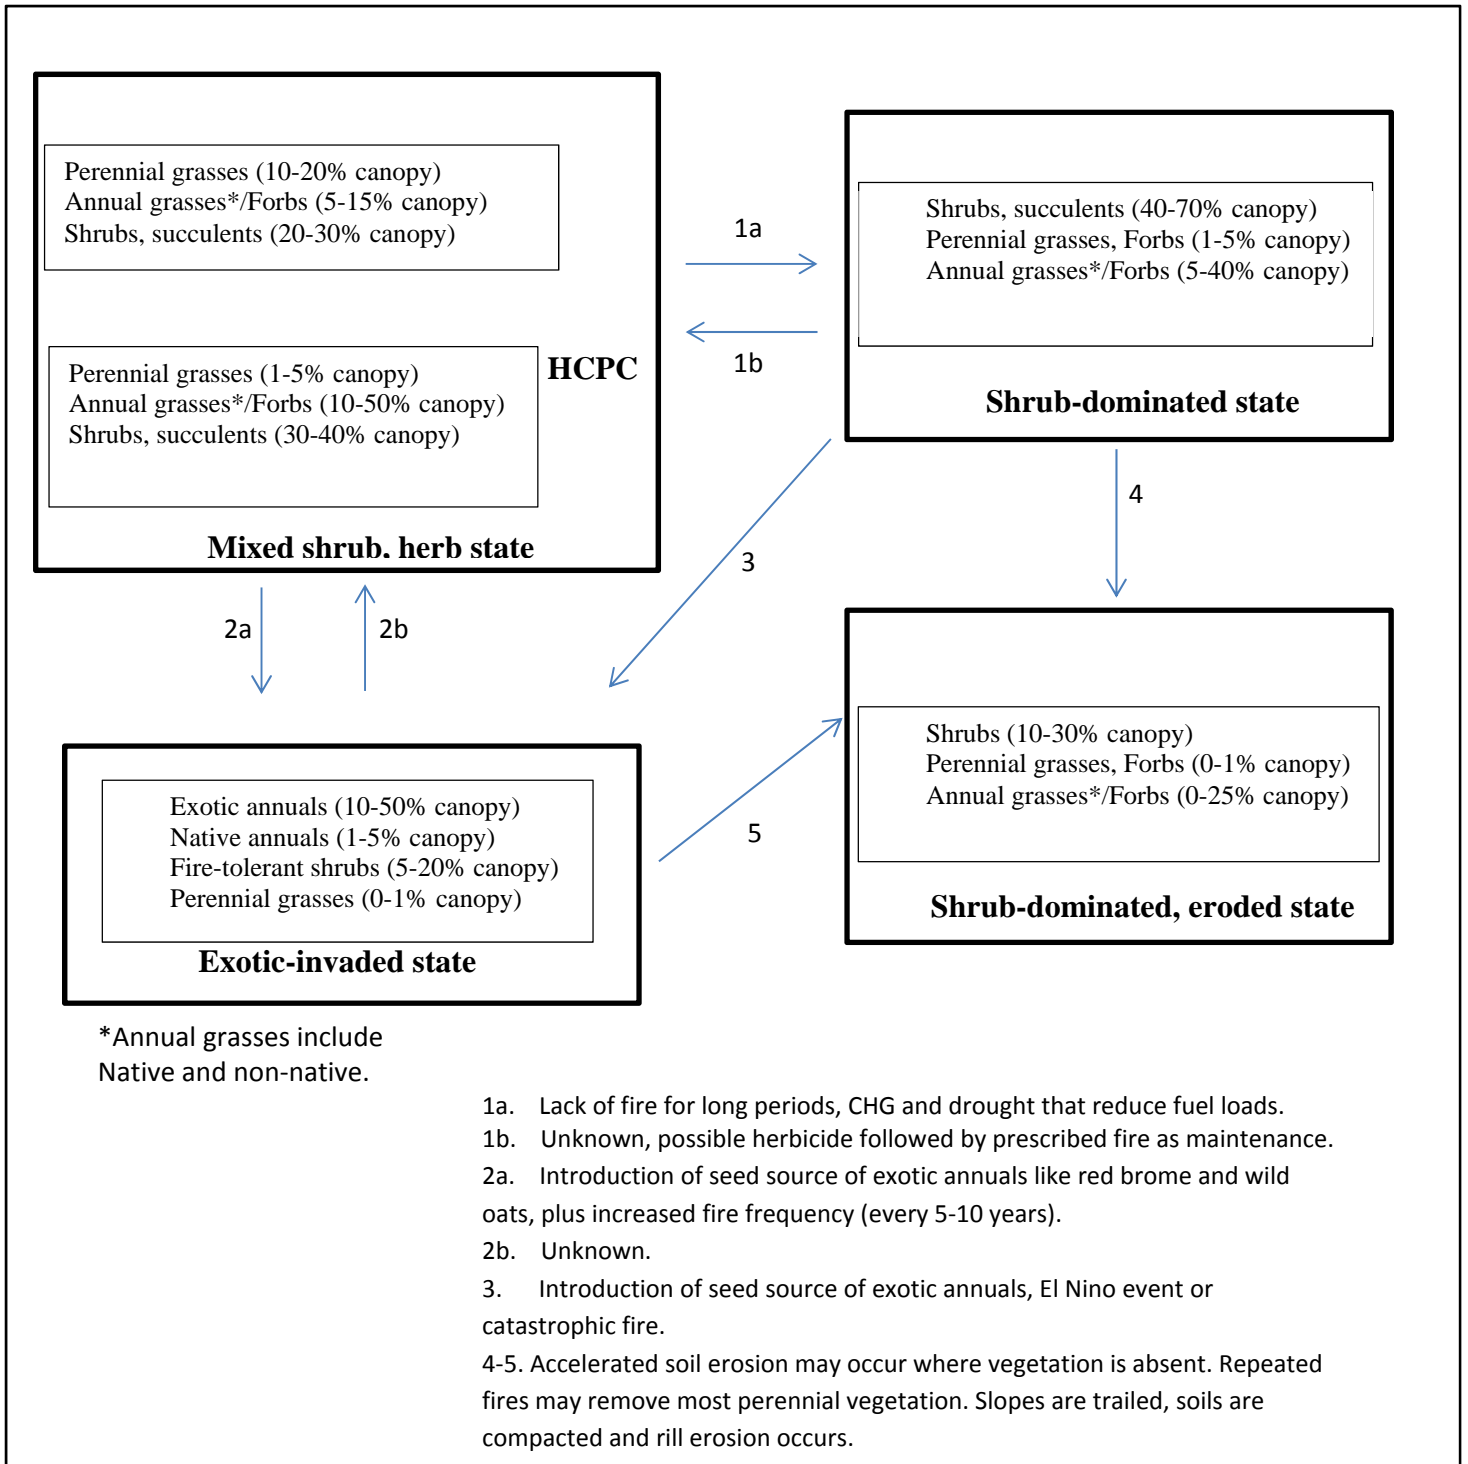 Perennial grasses (10-20% canopy)
Annual grasses*/Forbs (5-15% canopy)
Shrubs, succulents (20-30% canopy)
HCPC
Perennial grasses (1-5% canopy)
Annual grasses*/Forbs (10-50% canopy)
Shrubs, succulents (30-40% canopy)
Mixed shrub, herb state
1a
1b
Shrubs, succulents (40-70% canopy)
Perennial grasses, Forbs (1-5% canopy)
Annual grasses*/Forbs (5-40% canopy)
Shrub-dominated state
2a
2b
3
4
5
Exotic annuals (10-50% canopy)
Native annuals (1-5% canopy)
Fire-tolerant shrubs (5-20% canopy)
Perennial grasses (0-1% canopy)
Exotic-invaded state
Shrubs (10-30% canopy)
Perennial grasses, Forbs (0-1% canopy)
Annual grasses*/Forbs (0-25% canopy)
Shrub-dominated, eroded state
*Annual grasses include
Native and non-native.
1a. Lack of fire for long periods, CHG and drought that reduce fuel loads.
1b. Unknown, possible herbicide followed by prescribed fire as maintenance.
2a. Introduction of seed source of exotic annuals like red brome and wild
oats, plus increased fire frequency (every 5-10 years).
2b. Unknown.
3. Introduction of seed source of exotic annuals, El Nino event or
catastrophic fire.
4-5. Accelerated soil erosion may occur where vegetation is absent. Repeated
fires may remove most perennial vegetation. Slopes are trailed, soils are
compacted and rill erosion occurs.